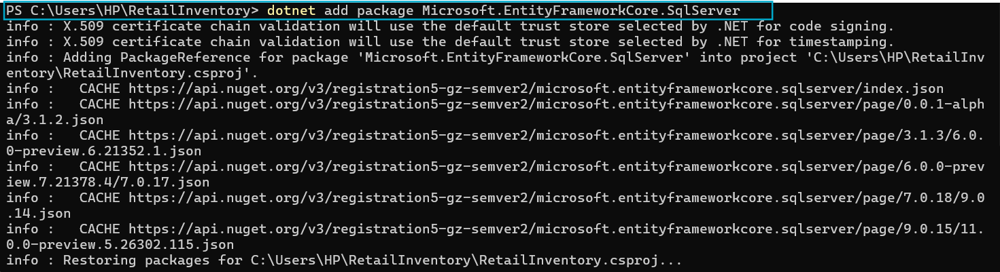 PS C:\Users\HP\RetailInventory> dotnet add package Microsoft.EntityFrameworkCore.SqlServer
info : X.509 certificate chain validation will use the default trust store selected by .NET for code signing.
info : X.509 certificate chain validation will use the default trust store selected by .NET for timestamping.
info : Adding PackageReference for package 'Microsoft.EntityFrameworkCore.SqlServer' into project 'C:\Users\HP\RetailInv
entory\RetailInventory.csproj'.
info :   CACHE https://api.nuget.org/v3/registration5-gz-semver2/microsoft.entityframeworkcore.sqlserver/index.json
info :   CACHE https://api.nuget.org/v3/registration5-gz-semver2/microsoft.entityframeworkcore.sqlserver/page/0.0.1-alph
a/3.1.2.json
info :   CACHE https://api.nuget.org/v3/registration5-gz-semver2/microsoft.entityframeworkcore.sqlserver/page/3.1.3/6.0.
0-preview.6.21352.1.json
info :   CACHE https://api.nuget.org/v3/registration5-gz-semver2/microsoft.entityframeworkcore.sqlserver/page/6.0.0-prev
iew.7.21378.4/7.0.17.json
info :   CACHE https://api.nuget.org/v3/registration5-gz-semver2/microsoft.entityframeworkcore.sqlserver/page/7.0.18/9.0
.14.json
info :   CACHE https://api.nuget.org/v3/registration5-gz-semver2/microsoft.entityframeworkcore.sqlserver/page/9.0.15/11.
0.0-preview.5.26302.115.json
info : Restoring packages for C:\Users\HP\RetailInventory\RetailInventory.csproj...